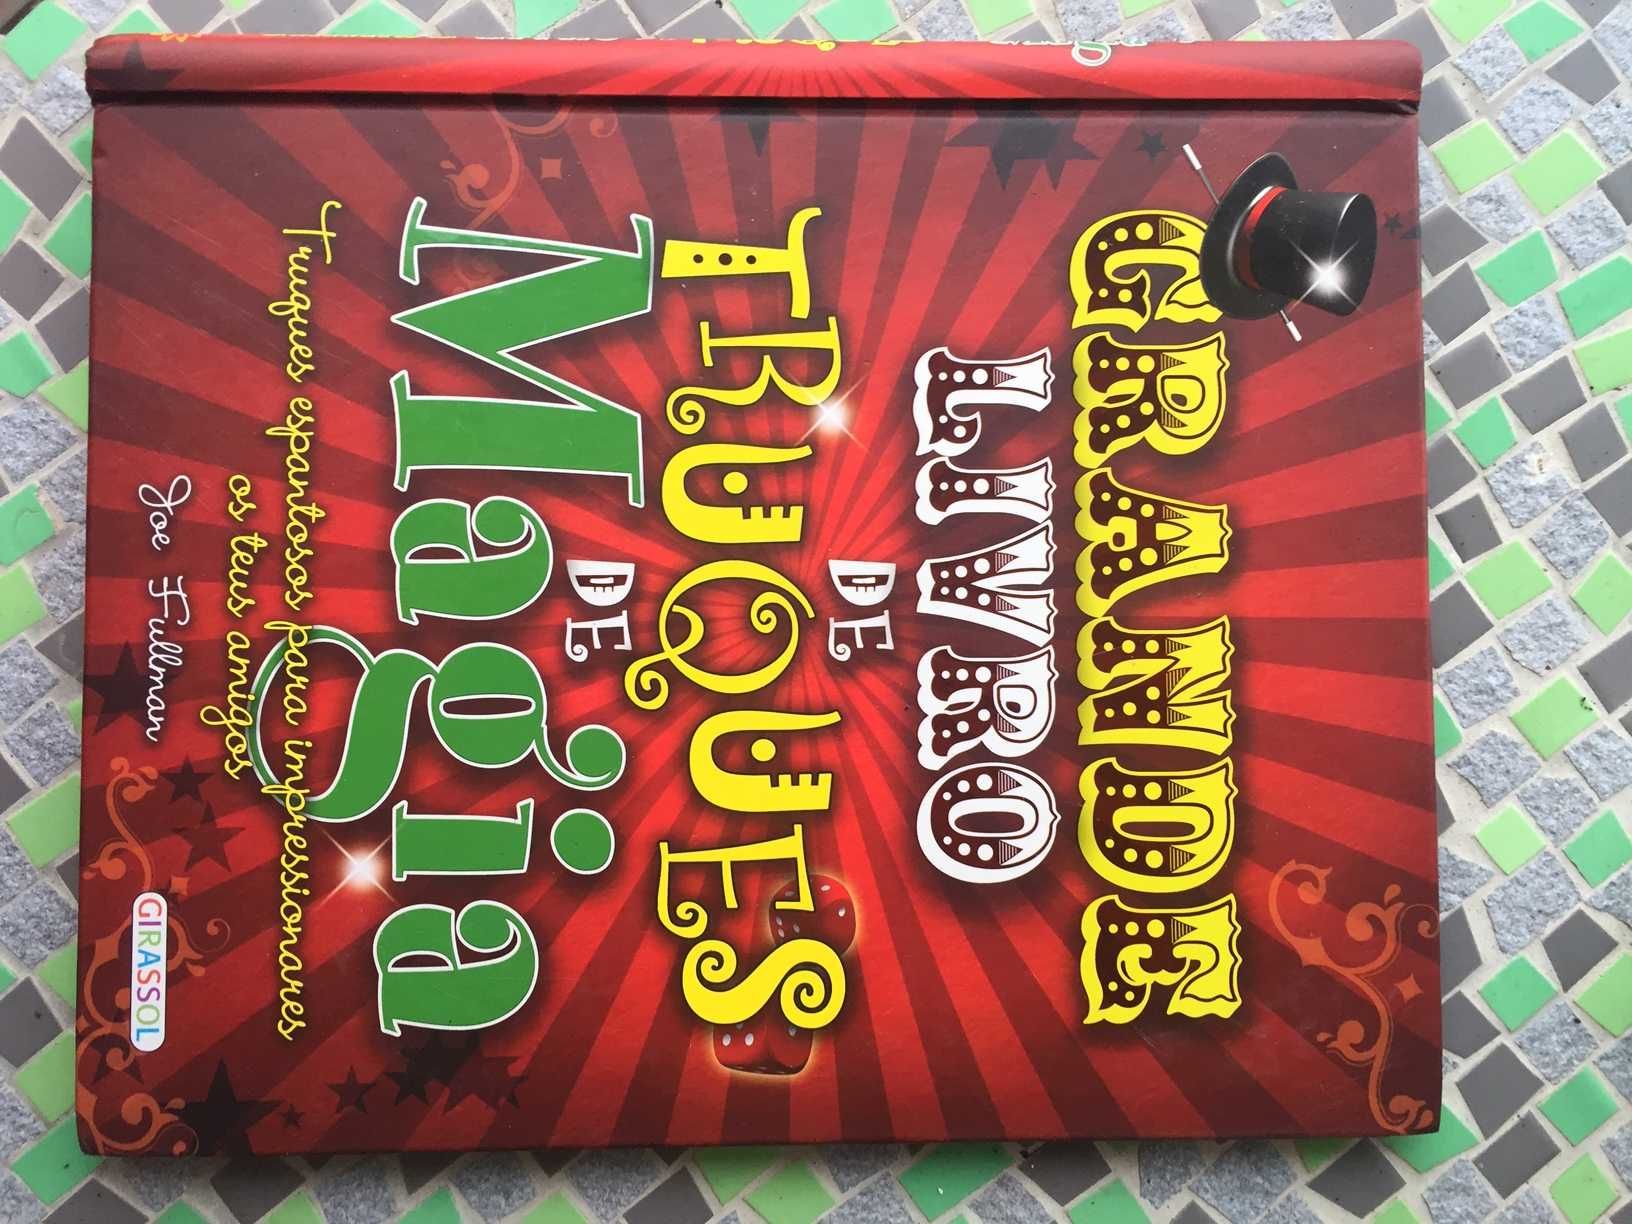 GRANDE
LIVRO
DE
TRUQUES
DE
Magia
Truques espantosos para impressionares
os teus amigos
Joe Fullman
GIRASSOL